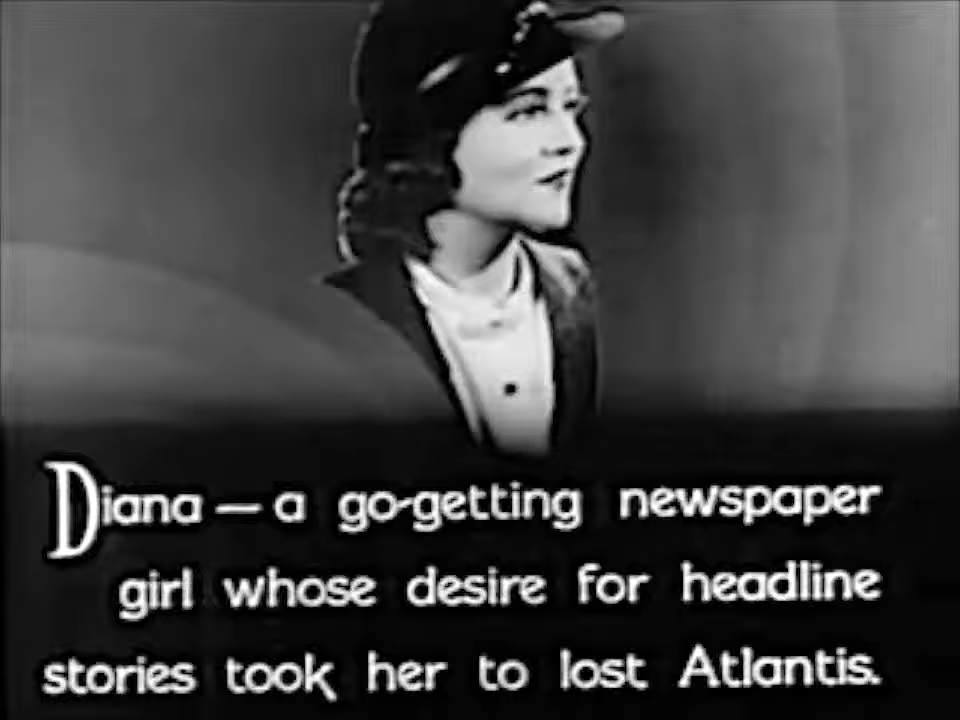 Diana — a go-getting newspaper
girl whose desire for headline
stories took her to lost Atlantis.